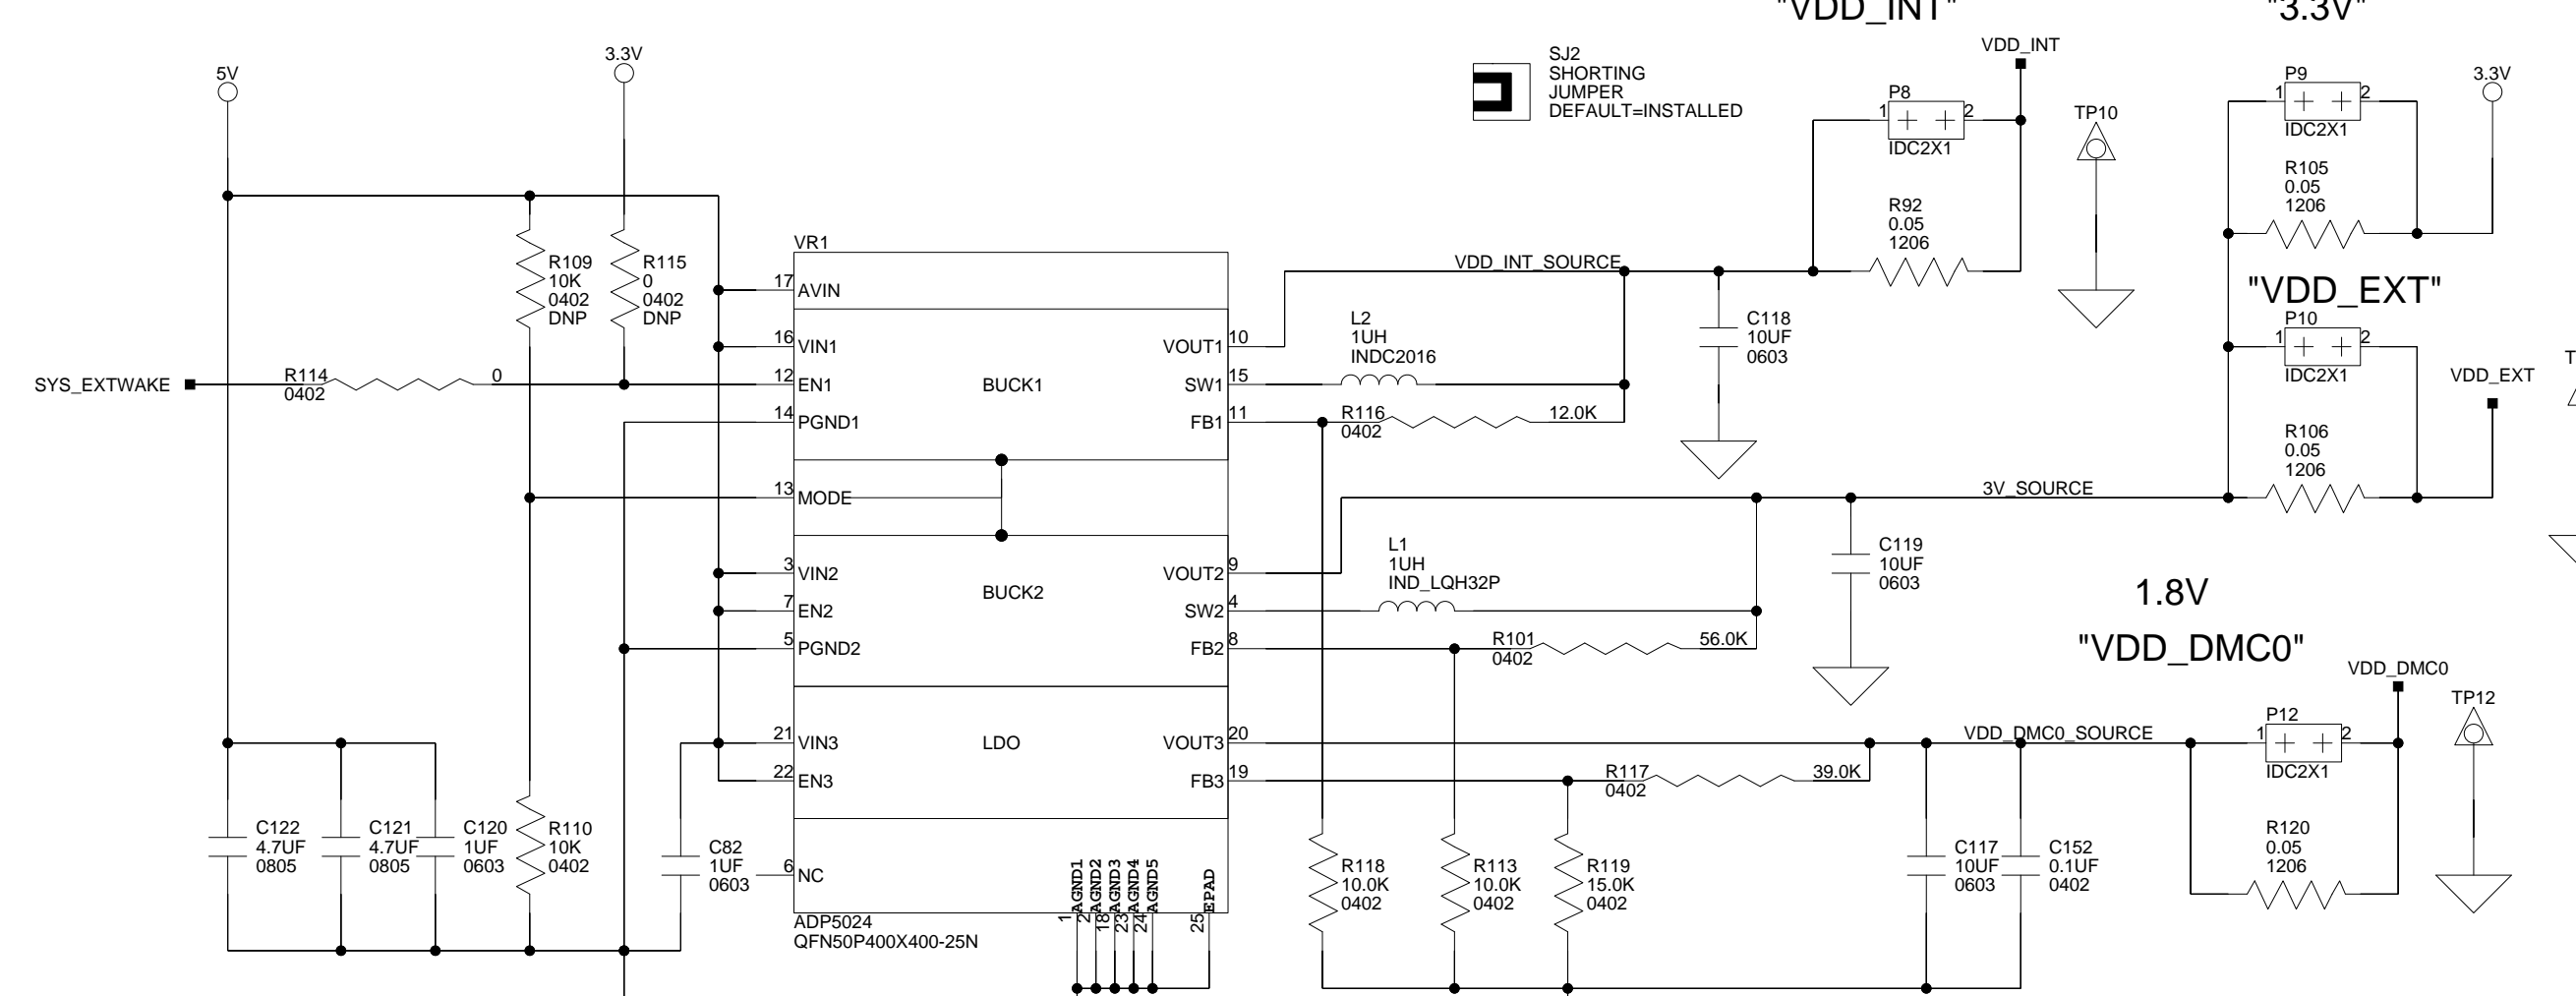 "VDD_INT"
"3.3V"
5V
3.3V
SJ2
SHORTING
JUMPER
DEFAULT=INSTALLED
VDD_INT
P8
1 2
IDC2X1
TP10
P9
1 2
IDC2X1
3.3V
R105
0.05
1206
R92
0.05
1206
"VDD_EXT"
P10
1 2
IDC2X1
VDD_EXT
R106
0.05
1206
R109
10K
0402
DNP
R115
0
0402
DNP
SYS_EXTWAKE
R114 0
0402
VR1
17 AVIN
16 VIN1
12 EN1
14 PGND1
BUCK1
VOUT1 10
SW1 15
FB1 11
13 MODE
3 VIN2
7 EN2
5 PGND2
BUCK2
VOUT2 9
SW2 4
FB2 8
21 VIN3
22 EN3
LDO
VOUT3 20
FB3 19
6 NC
1 AGND1
2 AGND2
18 AGND3
23 AGND4
24 AGND5
25 EPAD
ADP5024
QFN50P400X400-25N
VDD_INT_SOURCE
L2
1UH
INDC2016
R116 12.0K
0402
C118
10UF
0603
3V_SOURCE
L1
1UH
IND_LQH32P
R101 56.0K
0402
C119
10UF
0603
1.8V
"VDD_DMC0"
VDD_DMC0
TP12
VDD_DMC0_SOURCE
P12
1 2
IDC2X1
R117 39.0K
0402
R120
0.05
1206
C122
4.7UF
0805
C121
4.7UF
0805
C120
1UF
0603
R110
10K
0402
C82
1UF
0603
R118
10.0K
0402
R113
10.0K
0402
R119
15.0K
0402
C117
10UF
0603
C152
0.1UF
0402